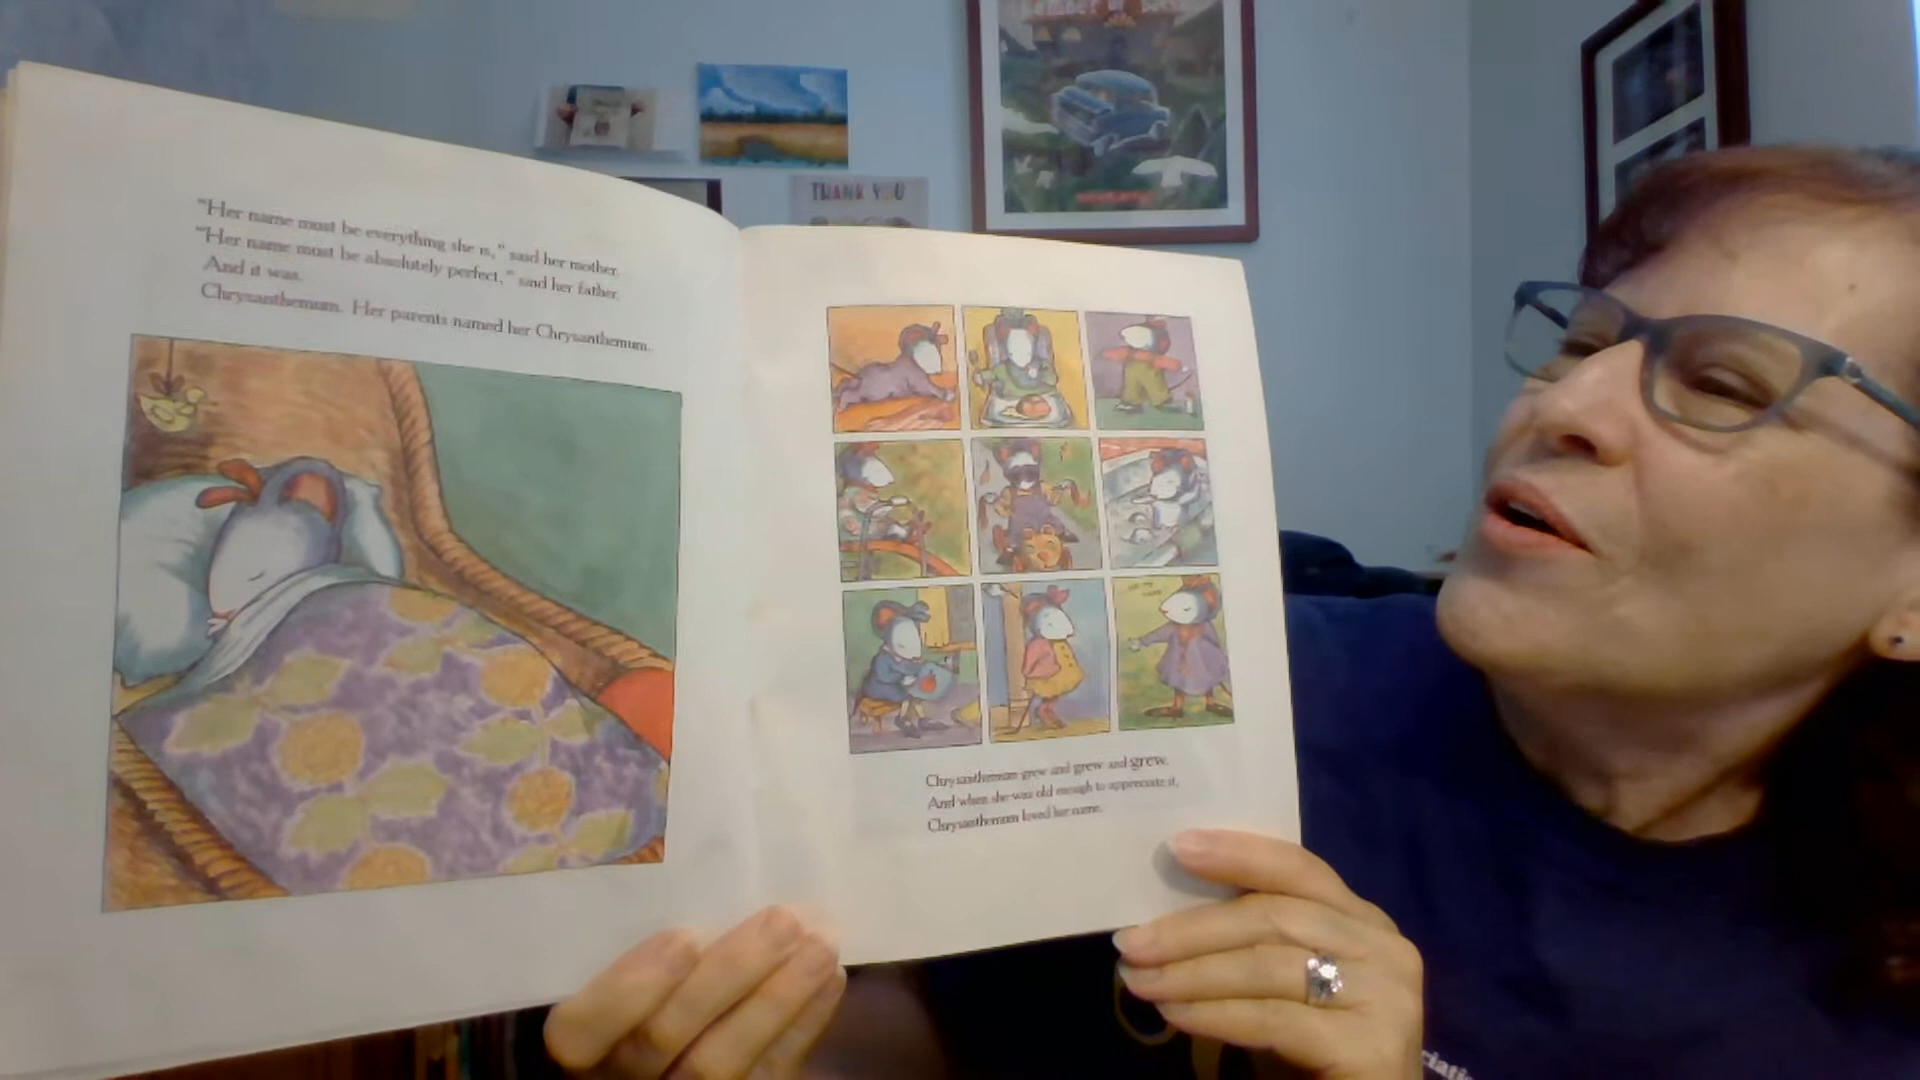 "Her name must be everything she is," said her mother.
"Her name must be absolutely perfect," said her father.
And it was.
Chrysanthemum. Her parents named her Chrysanthemum.
Chrysanthemum grew and grew and grew.
And when she was old enough to appreciate it,
Chrysanthemum loved her name.
THANK YOU